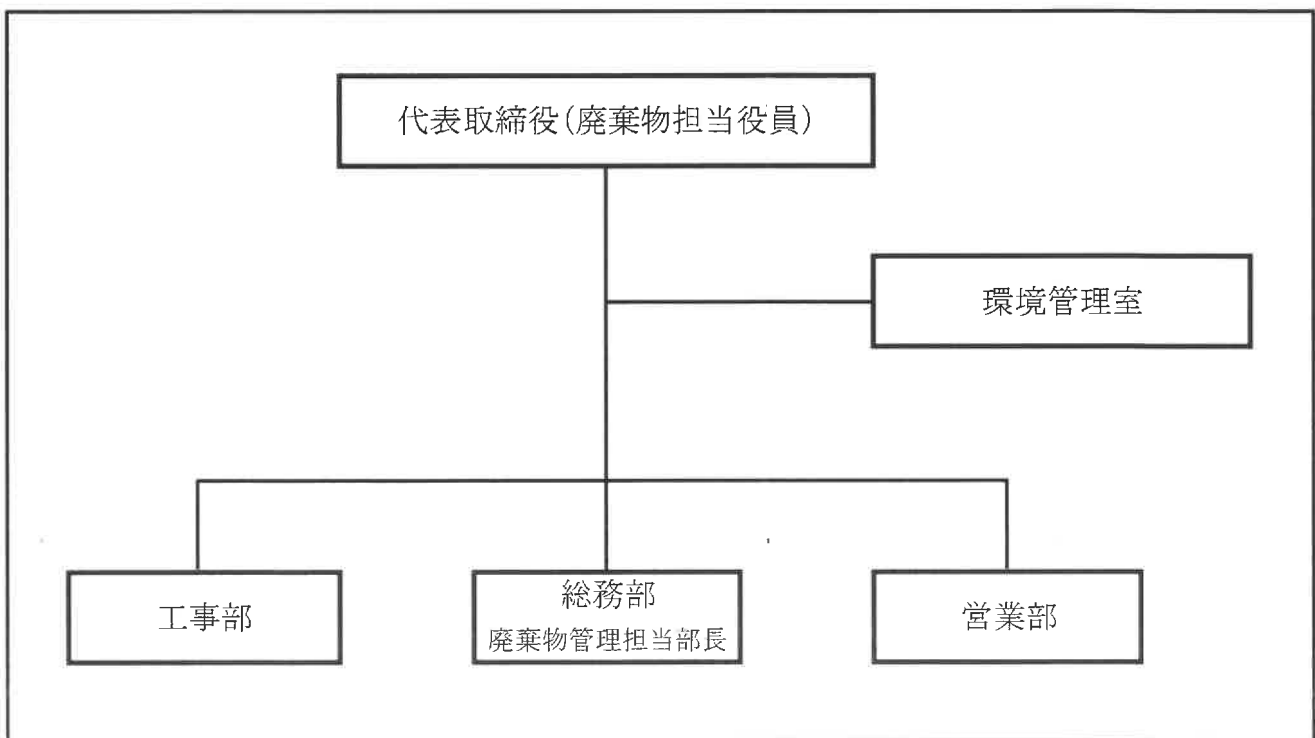 代表取締役(廃棄物担当役員)
環境管理室
工事部
総務部
廃棄物管理担当部長
営業部